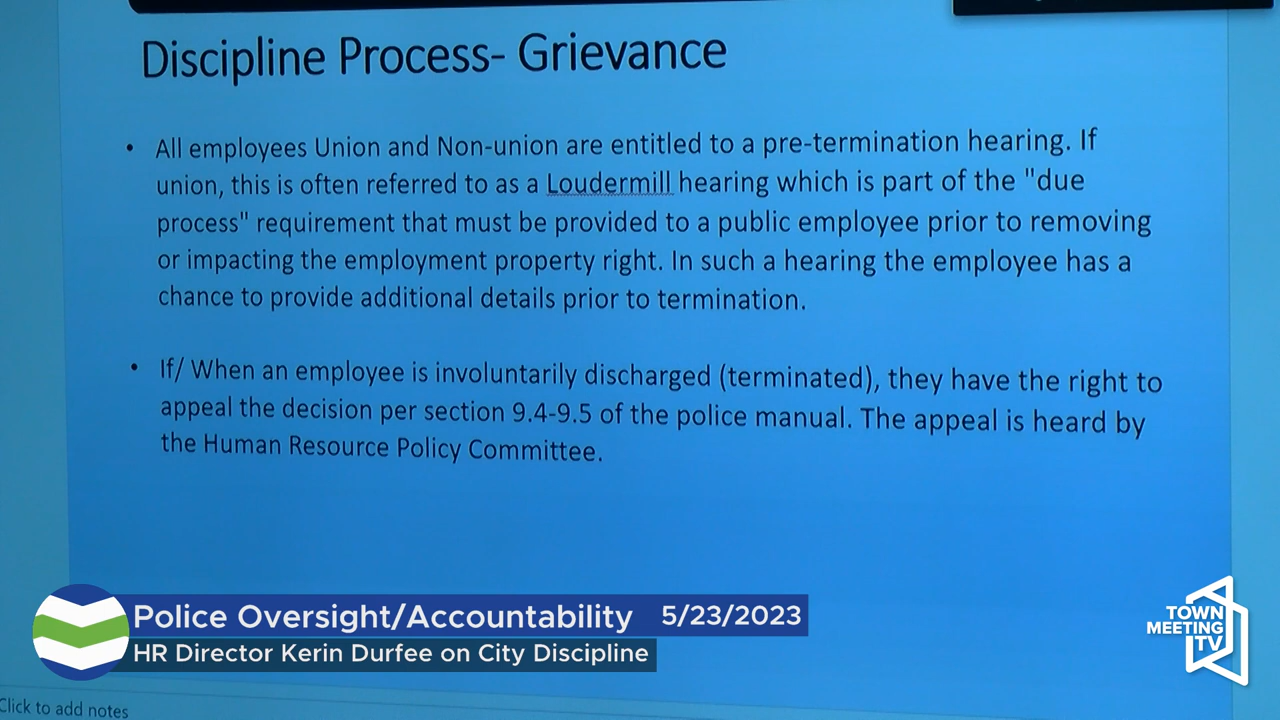 Discipline Process- Grievance
• All employees Union and Non-union are entitled to a pre-termination hearing. If
union, this is often referred to as a Loudermill hearing which is part of the "due
process" requirement that must be provided to a public employee prior to removing
or impacting the employment property right. In such a hearing the employee has a
chance to provide additional details prior to termination.
• If/ When an employee is involuntarily discharged (terminated), they have the right to
appeal the decision per section 9.4-9.5 of the police manual. The appeal is heard by
the Human Resource Policy Committee.
Police Oversight/Accountability 5/23/2023
HR Director Kerin Durfee on City Discipline
TOWN
MEETING
TV
Click to add notes